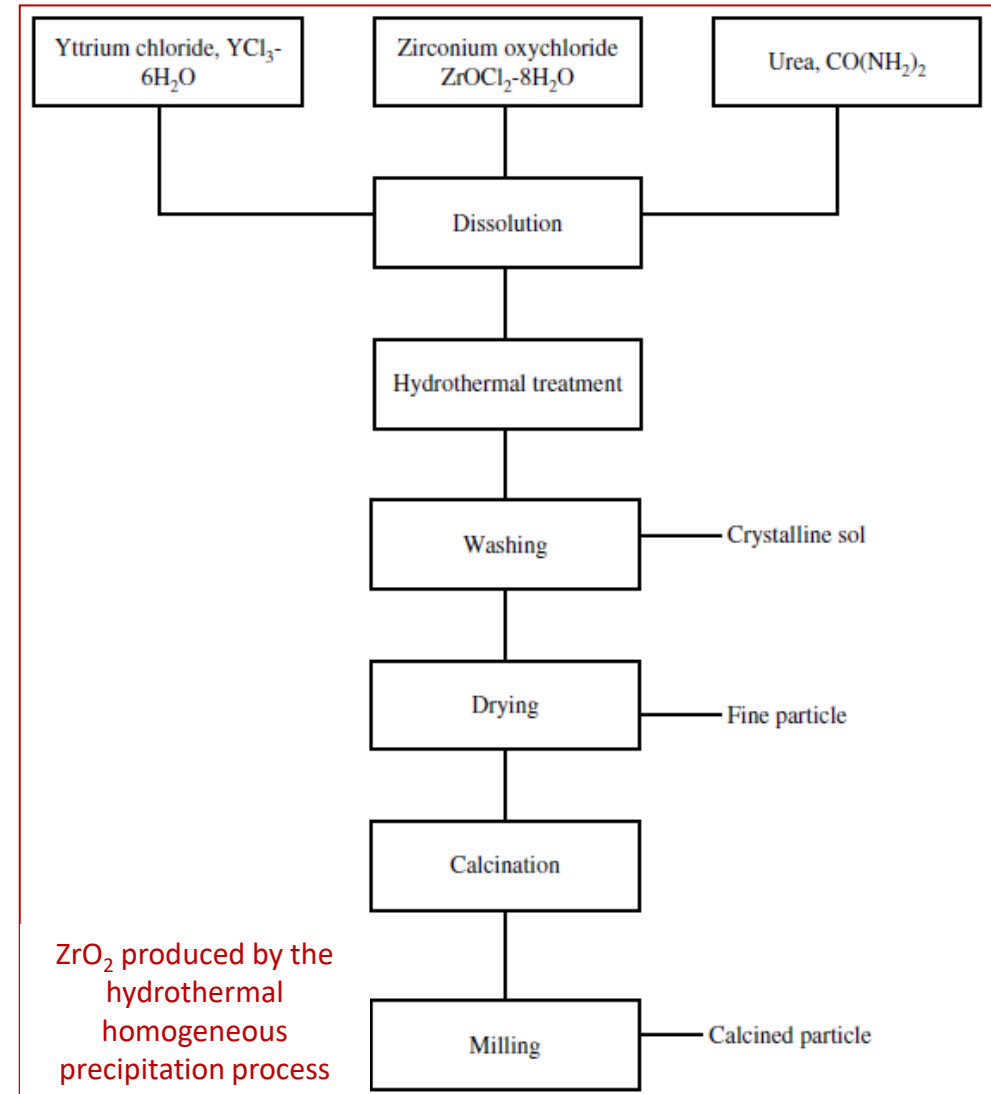 Yttrium chloride, YCl₃-
6H₂O
Zirconium oxychloride
ZrOCl₂-8H₂O
Urea, CO(NH₂)₂
Dissolution
Hydrothermal treatment
Washing
Crystalline sol
Drying
Fine particle
Calcination
ZrO₂ produced by the
hydrothermal
homogeneous
precipitation process
Milling
Calcined particle